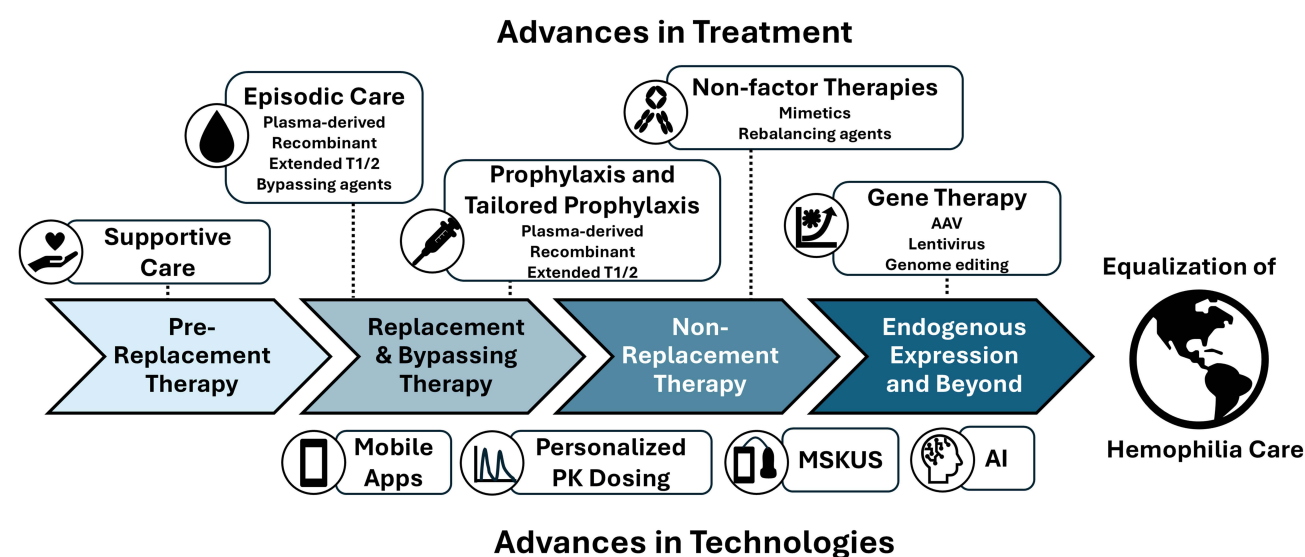 Advances in Treatment
Episodic Care
Plasma-derived
Recombinant
Extended T1/2
Bypassing agents
Non-factor Therapies
Mimetics
Rebalancing agents
Prophylaxis and
Tailored Prophylaxis
Plasma-derived
Recombinant
Extended T1/2
Gene Therapy
AAV
Lentivirus
Genome editing
Supportive
Care
Pre-
Replacement
Therapy
Replacement
& Bypassing
Therapy
Non-
Replacement
Therapy
Endogenous
Expression
and Beyond
Equalization of
Hemophilia Care
Mobile
Apps
Personalized
PK Dosing
MSKUS
AI
Advances in Technologies